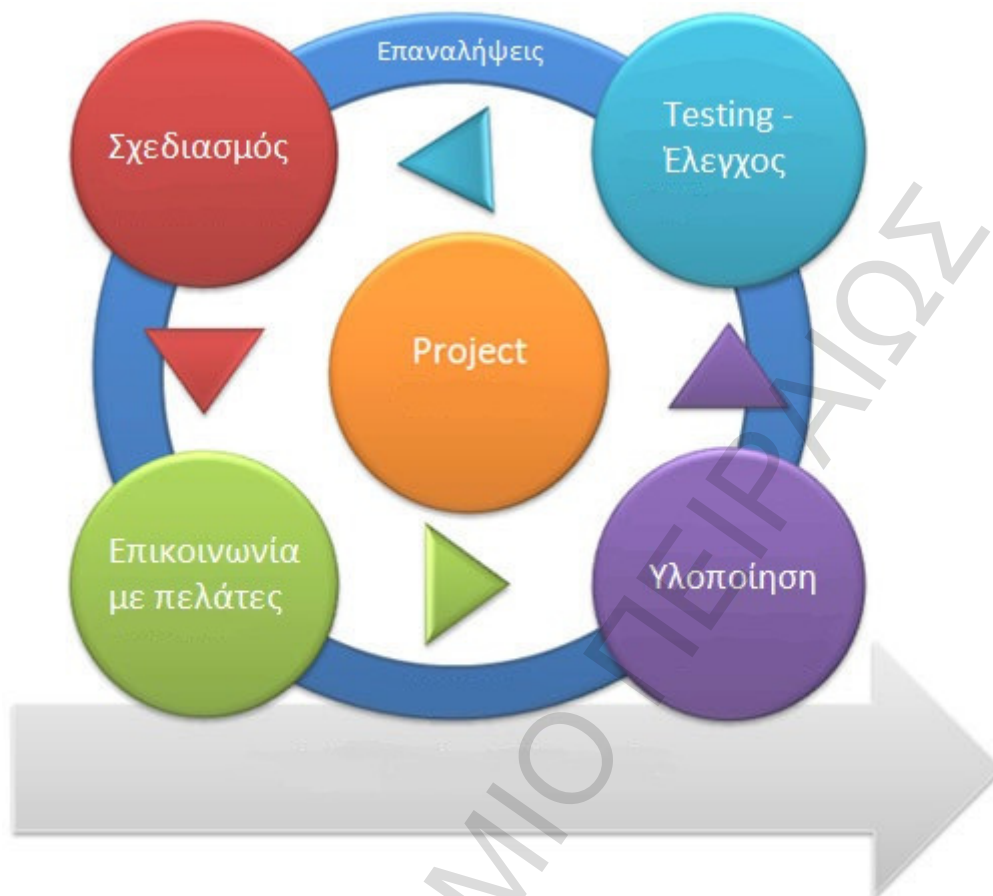 Επαναλήψεις
Σχεδιασμός
Testing -
Έλεγχος
Project
Επικοινωνία
με πελάτες
Υλοποίηση
ΜΙΟ ΠΕΙΡΑΙΩΣ